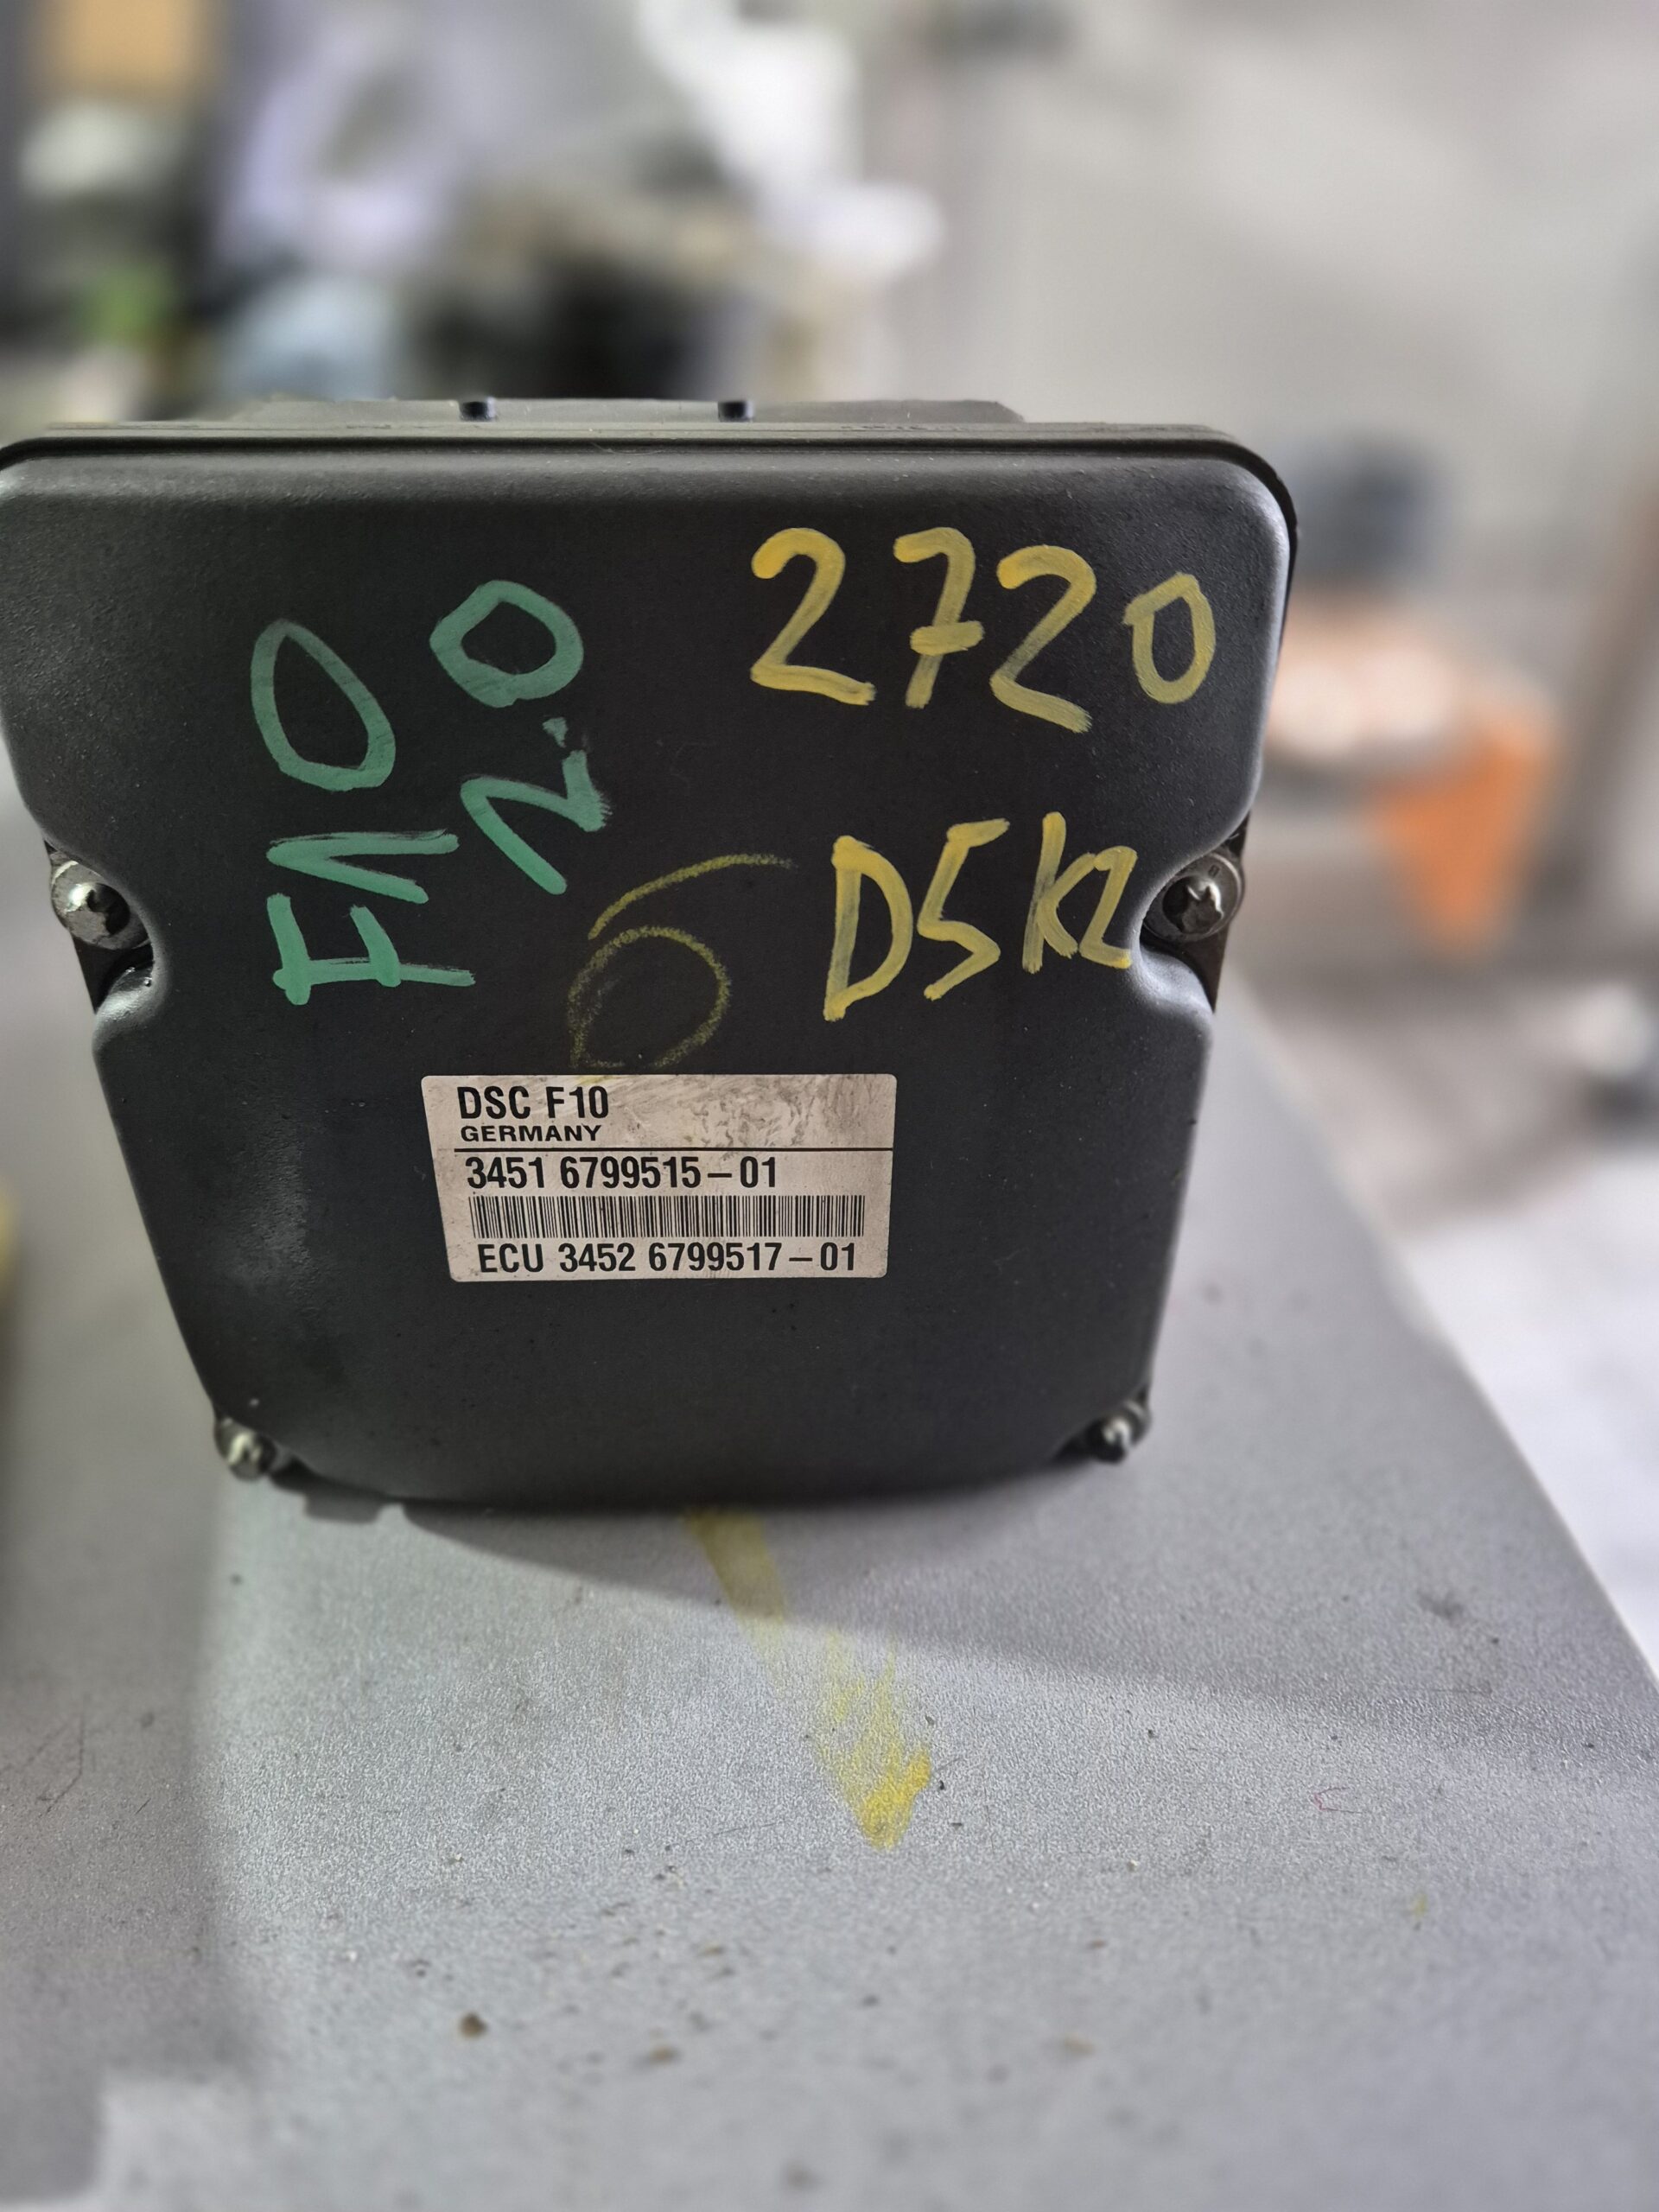 F10
2.0
2720
D5K2
6
DSC F10
GERMANY
3451 6799515-01
ECU 3452 6799517-01